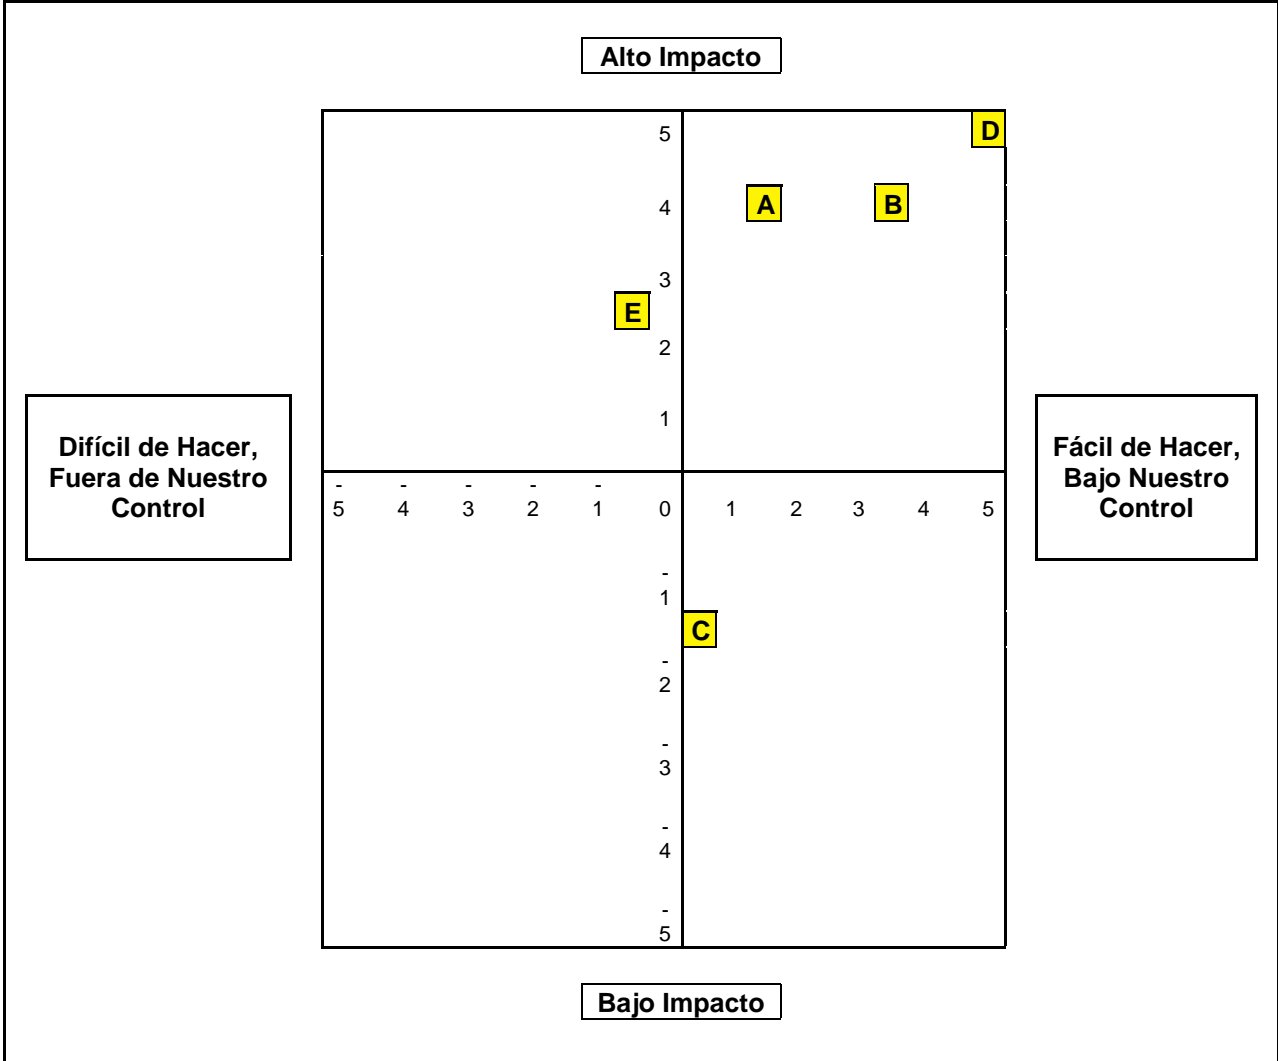 Alto Impacto
5
D
4
A
B
3
E
2
1
Difícil de Hacer,
Fuera de Nuestro
Control
Fácil de Hacer,
Bajo Nuestro
Control
- - - - -
5 4 3 2 1 0 1 2 3 4 5
-
1
C
-
2
-
3
-
4
-
5
Bajo Impacto